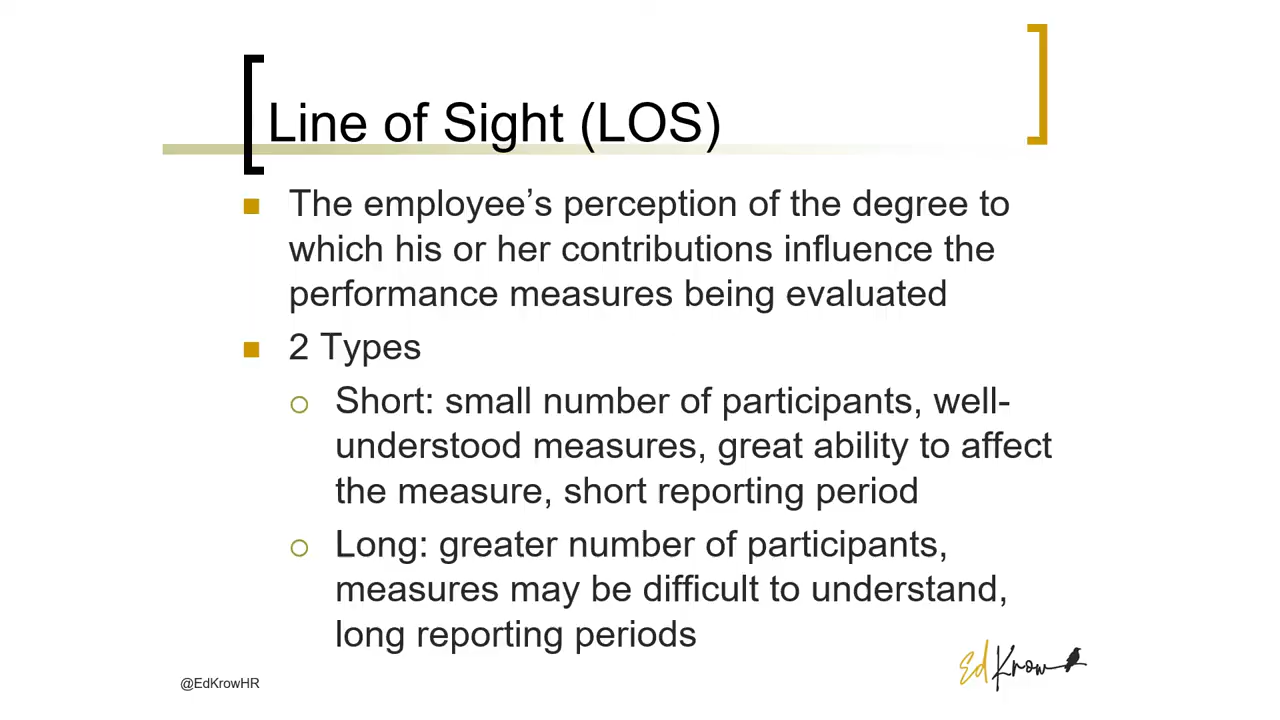 Line of Sight (LOS)
The employee’s perception of the degree to
which his or her contributions influence the
performance measures being evaluated
2 Types
Short: small number of participants, well-
understood measures, great ability to affect
the measure, short reporting period
Long: greater number of participants,
measures may be difficult to understand,
long reporting periods
@EdKrowHR
Ed Krow